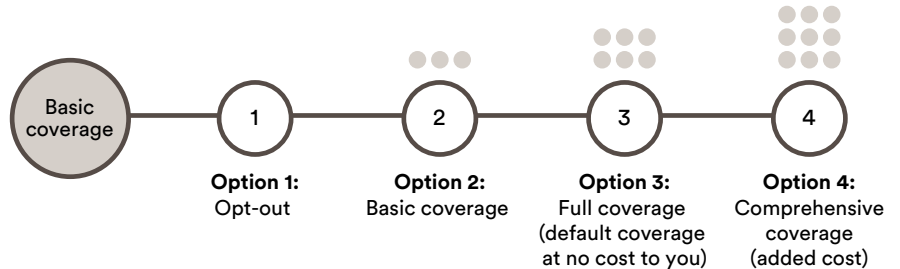 Basic
coverage
1
2
3
4
Option 1:
Opt-out
Option 2:
Basic coverage
Option 3:
Full coverage
(default coverage
at no cost to you)
Option 4:
Comprehensive
coverage
(added cost)